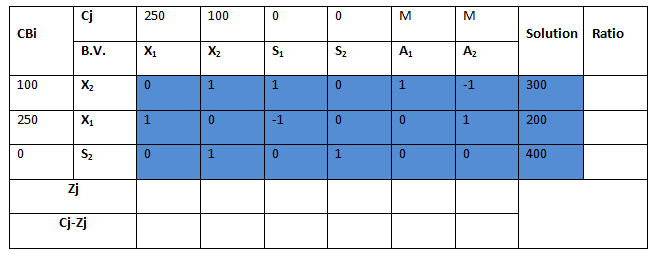 CBi Cj 250 100 0 0 M M Solution Ratio
B.V. X₁ X₂ S₁ S₂ A₁ A₂
100 X₂ 0 1 1 0 1 -1 300
250 X₁ 1 0 -1 0 0 1 200
0 S₂ 0 1 0 1 0 0 400
Zj
Cj-Zj